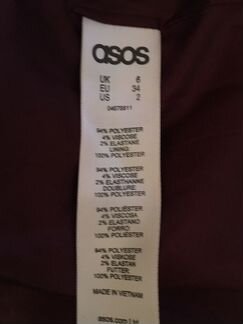 asos
UK 6
EU 34
US 2
94% POLYESTER
4% VISCOSE
2% ELASTANE
LINING:
100% POLYESTER
94% POLYESTER
4% VISCOSE
2% ELASTHANNE
DOUBLURE:
100% POLYESTER
94% POLIÉSTER
4% VISCOSA
2% ELASTANO
FORRO:
100% POLIÉSTER
94% POLYESTER
4% VISKOSE
2% ELASTAN
FUTTER:
100% POLYESTER
MADE IN VIETNAM
asos.com